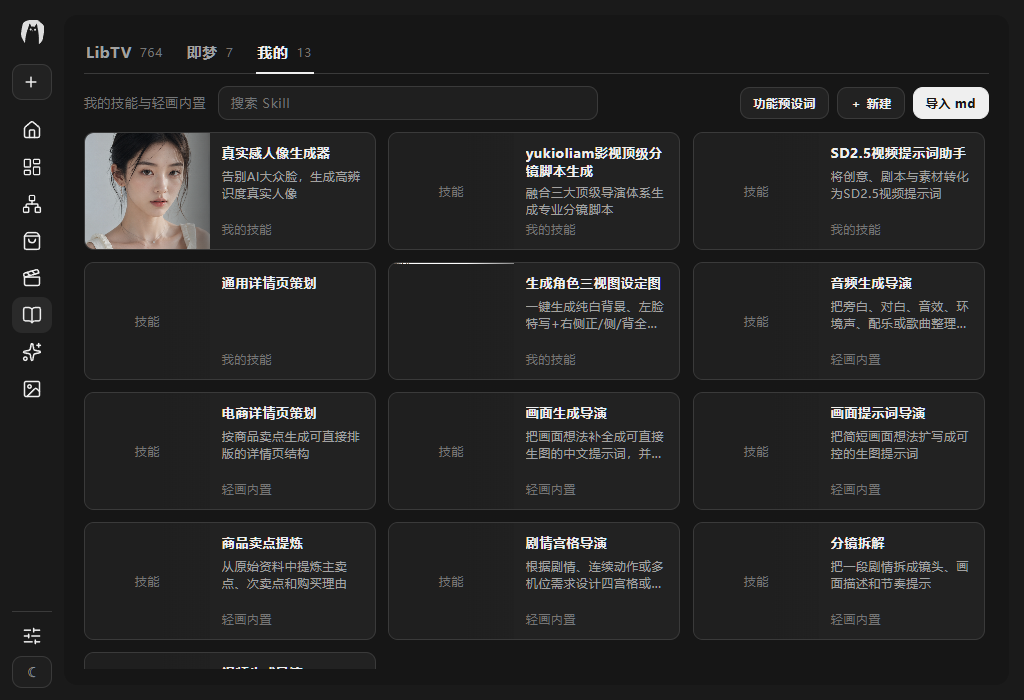 LibTV 764 即梦 7 我的 13
我的技能与轻画内置 搜索 Skill 功能预设词 + 新建 导入 md
真实感人像生成器
告别AI大众脸，生成高辨
识度真实人像
我的技能
技能
yukioliam影视顶级分
镜脚本生成
融合三大顶级导演体系生
成专业分镜脚本
我的技能
技能
SD2.5视频提示词助手
将创意、剧本与素材转化
为SD2.5视频提示词
我的技能
技能
通用详情页策划
我的技能
生成角色三视图设定图
一键生成纯白背景、左脸
特写+右侧正/侧/背全...
我的技能
技能
音频生成导演
把旁白、对白、音效、环
境声、配乐或歌曲整理...
轻画内置
技能
电商详情页策划
按商品卖点生成可直接排
版的详情页结构
轻画内置
技能
画面生成导演
把画面想法补全成可直接
生图的中文提示词，并...
轻画内置
技能
画面提示词导演
把简短画面想法扩写成可
控的生图提示词
轻画内置
技能
商品卖点提炼
从原始资料中提炼主卖
点、次卖点和购买理由
轻画内置
技能
剧情宫格导演
根据剧情、连续动作或多
机位需求设计四宫格或...
轻画内置
技能
分镜拆解
把一段剧情拆成镜头、画
面描述和节奏提示
轻画内置